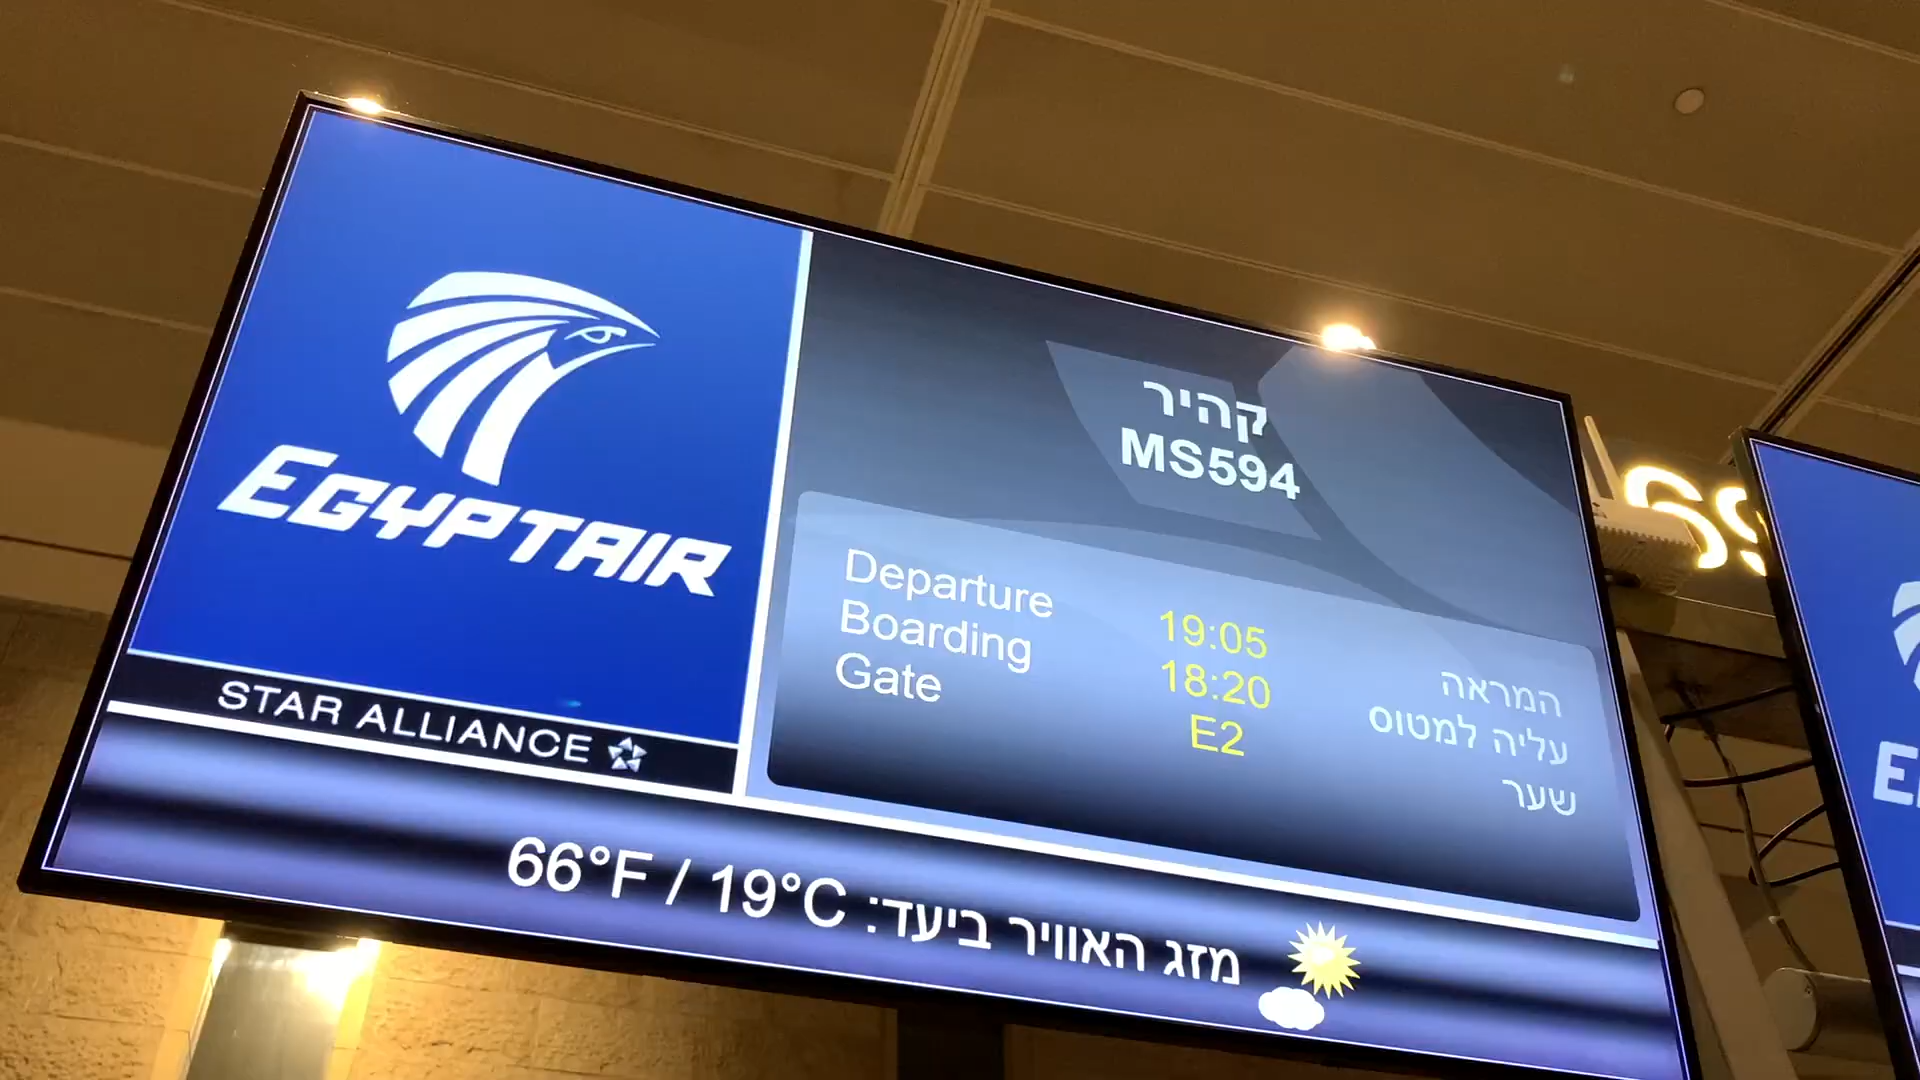 EGYPTAIR
STAR ALLIANCE
קהיר
MS594
Departure 19:05 המראה
Boarding 18:20 עליה למטוס
Gate E2 שער
מזג האוויר ביעד: 66°F / 19°C